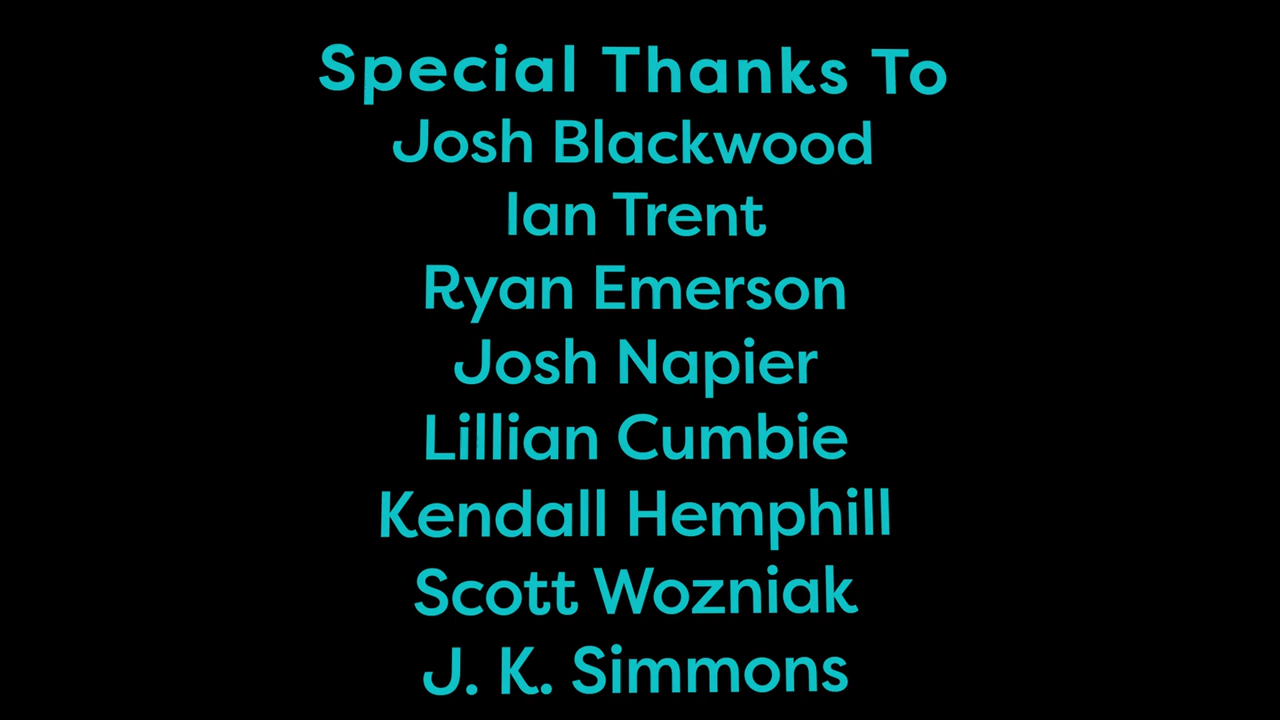 Special Thanks To
Josh Blackwood
Ian Trent
Ryan Emerson
Josh Napier
Lillian Cumbie
Kendall Hemphill
Scott Wozniak
J. K. Simmons